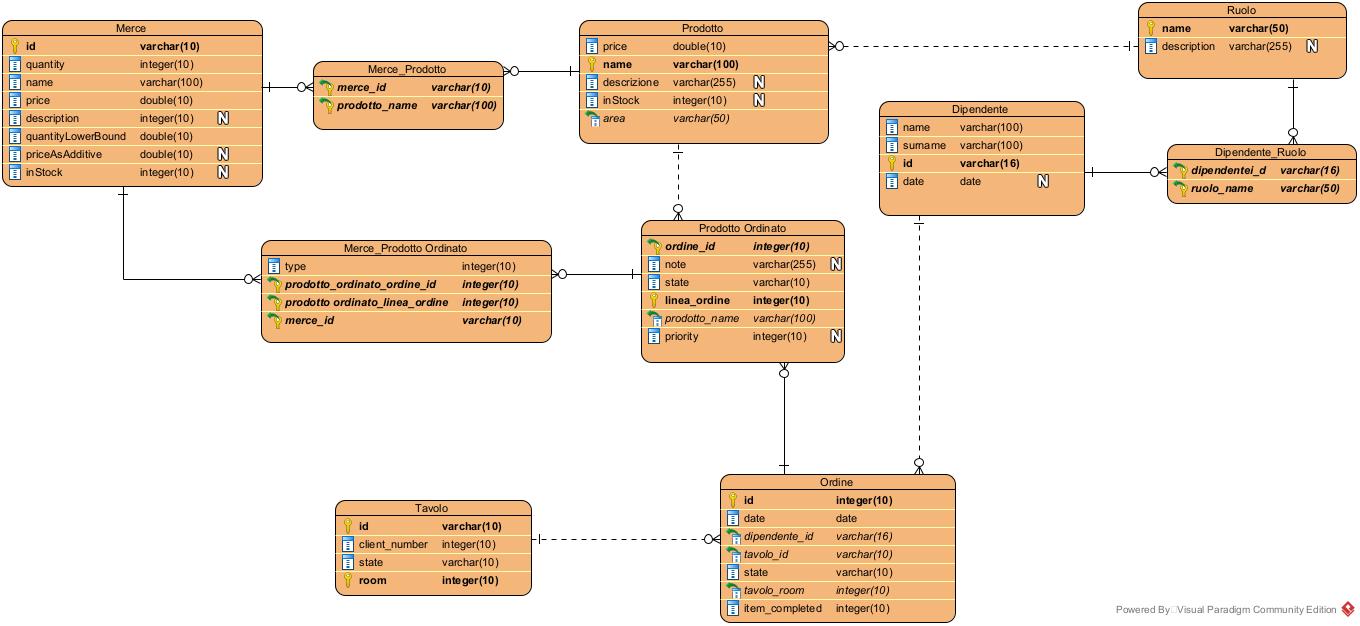 Merce
id varchar(10)
quantity integer(10)
name varchar(100)
price double(10)
description integer(10) N
quantityLowerBound double(10)
priceAsAdditive double(10) N
inStock integer(10) N
Merce_Prodotto
merce_id varchar(10)
prodotto_name varchar(100)
Prodotto
price double(10)
name varchar(100)
descrizione varchar(255) N
inStock integer(10) N
area varchar(50)
Ruolo
name varchar(50)
description varchar(255) N
Dipendente
name varchar(100)
surname varchar(100)
id varchar(16)
date date N
Dipendente_Ruolo
dipendentei_d varchar(16)
ruolo_name varchar(50)
Merce_Prodotto Ordinato
type integer(10)
prodotto_ordinato_ordine_id integer(10)
prodotto ordinato_linea_ordine integer(10)
merce_id varchar(10)
Prodotto Ordinato
ordine_id integer(10)
note varchar(255) N
state varchar(10)
linea_ordine integer(10)
prodotto_name varchar(100)
priority integer(10) N
Tavolo
id varchar(10)
client_number integer(10)
state varchar(10)
room integer(10)
Ordine
id integer(10)
date date
dipendente_id varchar(16)
tavolo_id varchar(10)
state varchar(10)
tavolo_room integer(10)
item_completed integer(10)
Powered By Visual Paradigm Community Edition